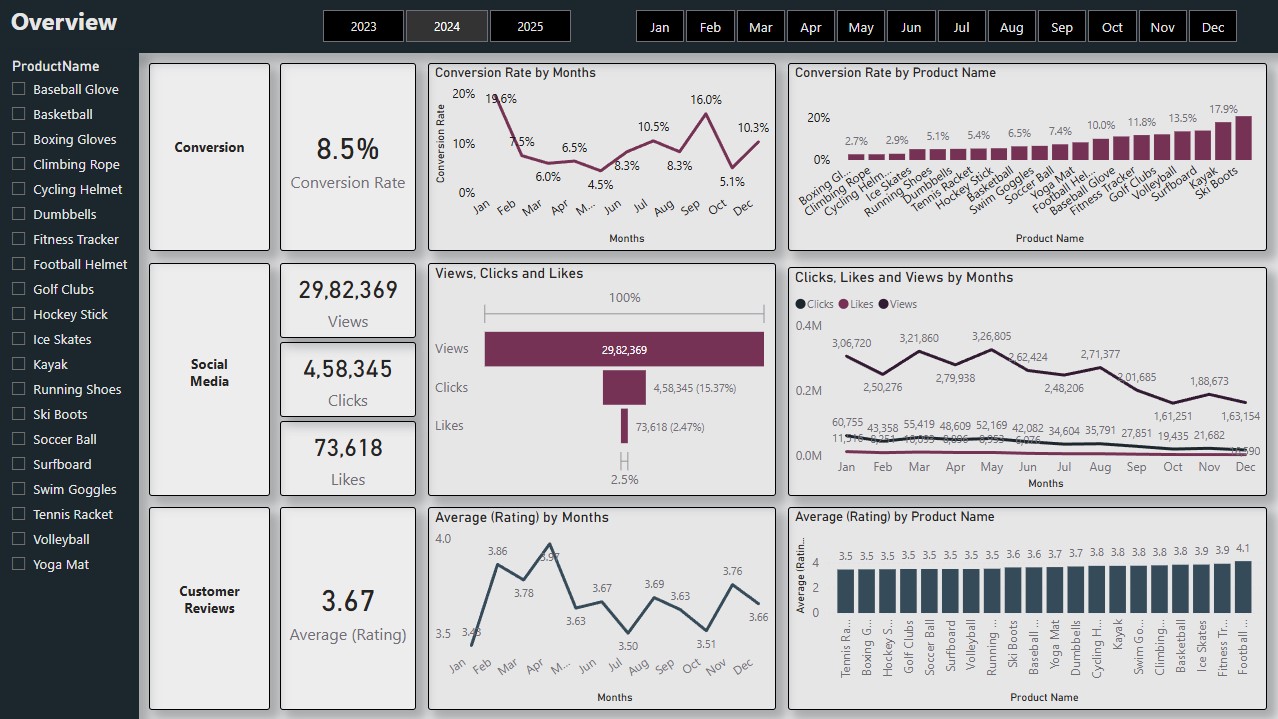 Overview
2023
2024
2025
Jan
Feb
Mar
Apr
May
Jun
Jul
Aug
Sep
Oct
Nov
Dec
ProductName
Baseball Glove
Basketball
Boxing Gloves
Climbing Rope
Cycling Helmet
Dumbbells
Fitness Tracker
Football Helmet
Golf Clubs
Hockey Stick
Ice Skates
Kayak
Running Shoes
Ski Boots
Soccer Ball
Surfboard
Swim Goggles
Tennis Racket
Volleyball
Yoga Mat
Conversion
8.5%
Conversion Rate
Conversion Rate by Months
Conversion Rate
20%
10%
0%
19.6%
7.5%
6.0%
6.5%
4.5%
8.3%
10.5%
8.3%
16.0%
5.1%
10.3%
Jan
Feb
Mar
Apr
M...
Jun
Jul
Aug
Sep
Oct
Dec
Months
Conversion Rate by Product Name
20%
0%
2.7%
2.9%
5.1%
5.4%
6.5%
7.4%
10.0%
11.8%
13.5%
17.9%
Boxing Gl...
Climbing Rope
Cycling Helm...
Ice Skates
Running Shoes
Dumbbells
Tennis Racket
Hockey Stick
Basketball
Swim Goggles
Soccer Ball
Yoga Mat
Football Hel...
Baseball Glove
Fitness Tracker
Golf Clubs
Volleyball
Surfboard
Kayak
Ski Boots
Product Name
Social
Media
29,82,369
Views
4,58,345
Clicks
73,618
Likes
Views, Clicks and Likes
100%
Views
29,82,369
Clicks
4,58,345 (15.37%)
Likes
73,618 (2.47%)
2.5%
Clicks, Likes and Views by Months
Clicks
Likes
Views
0.4M
0.2M
0.0M
3,06,720
2,50,276
3,21,860
2,79,938
3,26,805
2,62,424
2,48,206
2,71,377
2,01,685
1,61,251
1,88,673
1,63,154
60,755
43,358
55,419
48,609
52,169
42,082
34,604
35,791
27,851
19,435
21,682
Jan
Feb
Mar
Apr
May
Jun
Jul
Aug
Sep
Oct
Nov
Dec
Months
Customer
Reviews
3.67
Average (Rating)
Average (Rating) by Months
4.0
3.5
3.43
3.86
3.78
3.97
3.63
3.67
3.50
3.69
3.63
3.51
3.76
3.66
Jan
Feb
Mar
Apr
M...
Jun
Jul
Aug
Sep
Oct
Nov
Dec
Months
Average (Rating) by Product Name
Average (Ratin...
4
2
0
3.5
3.5
3.5
3.5
3.5
3.5
3.5
3.5
3.6
3.6
3.7
3.7
3.8
3.8
3.8
3.8
3.8
3.9
3.9
4.1
Tennis Ra...
Boxing G...
Hockey S...
Golf Clubs
Soccer Ball
Surfboard
Volleyball
Running ...
Ski Boots
Baseball ...
Yoga Mat
Dumbbells
Cycling H...
Kayak
Swim Go...
Climbing...
Basketball
Ice Skates
Fitness Tr...
Football ...
Product Name